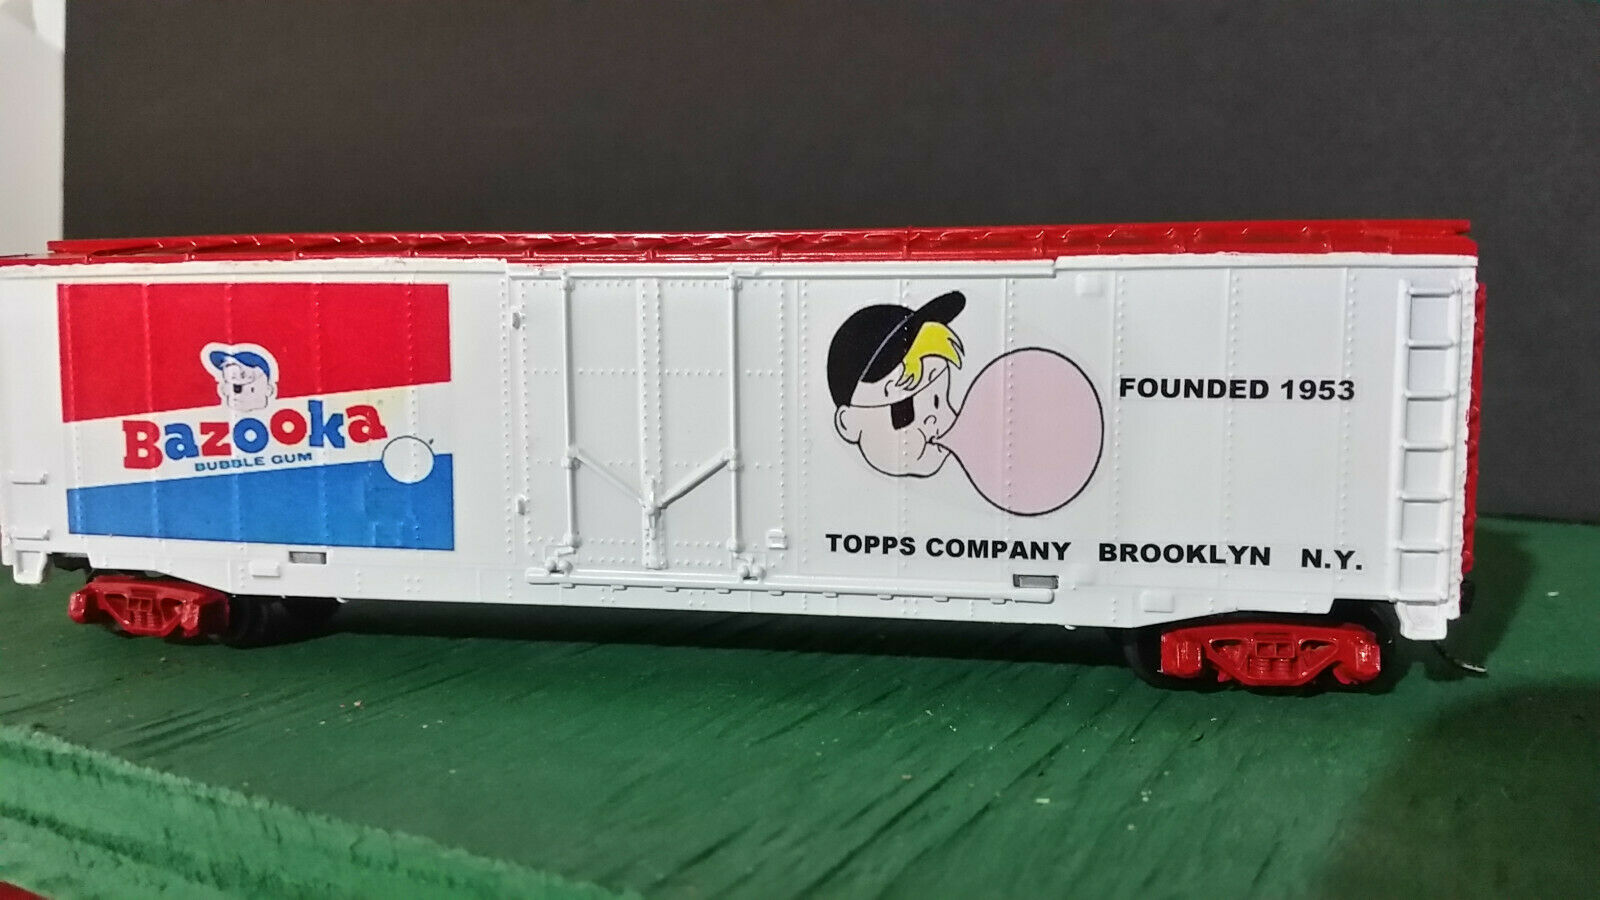 Bazooka
BUBBLE GUM
FOUNDED 1953
TOPPS COMPANY BROOKLYN N.Y.